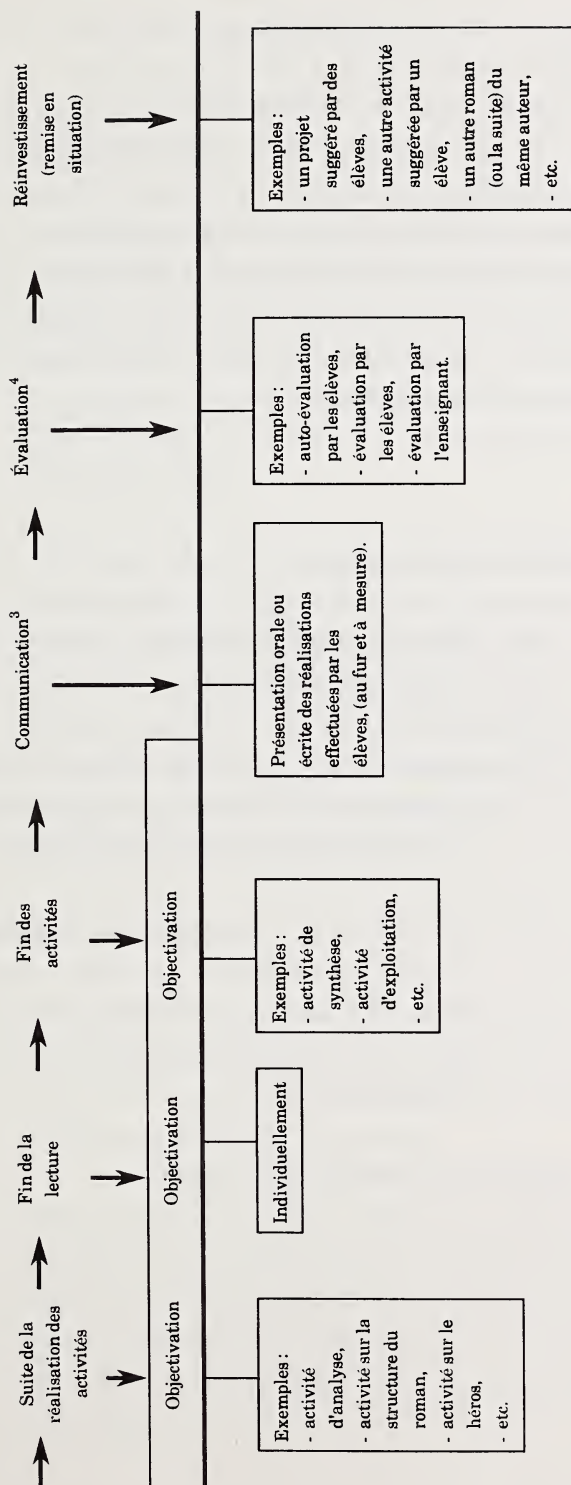 Suite de la
réalisation des
activités
Fin de la
lecture
Fin des
activités
Communication³
Évaluation⁴
Réinvestissement
(remise en
situation)
Objectivation
Objectivation
Objectivation
Exemples :
- activité
d'analyse,
- activité sur la
structure du
roman,
- activité sur le
héros,
- etc.
Individuellement
Exemples :
- activité de
synthèse,
- activité
d'exploitation,
- etc.
Présentation orale ou
écrite des réalisations
effectuées par les
élèves, (au fur et à mesure).
Exemples :
- auto-évaluation
par les élèves,
- évaluation par
les élèves,
- évaluation par
l'enseignant.
Exemples :
- un projet
suggéré par des
élèves,
- une autre activité
suggérée par un
élève,
- un autre roman
(ou la suite) du
même auteur,
- etc.